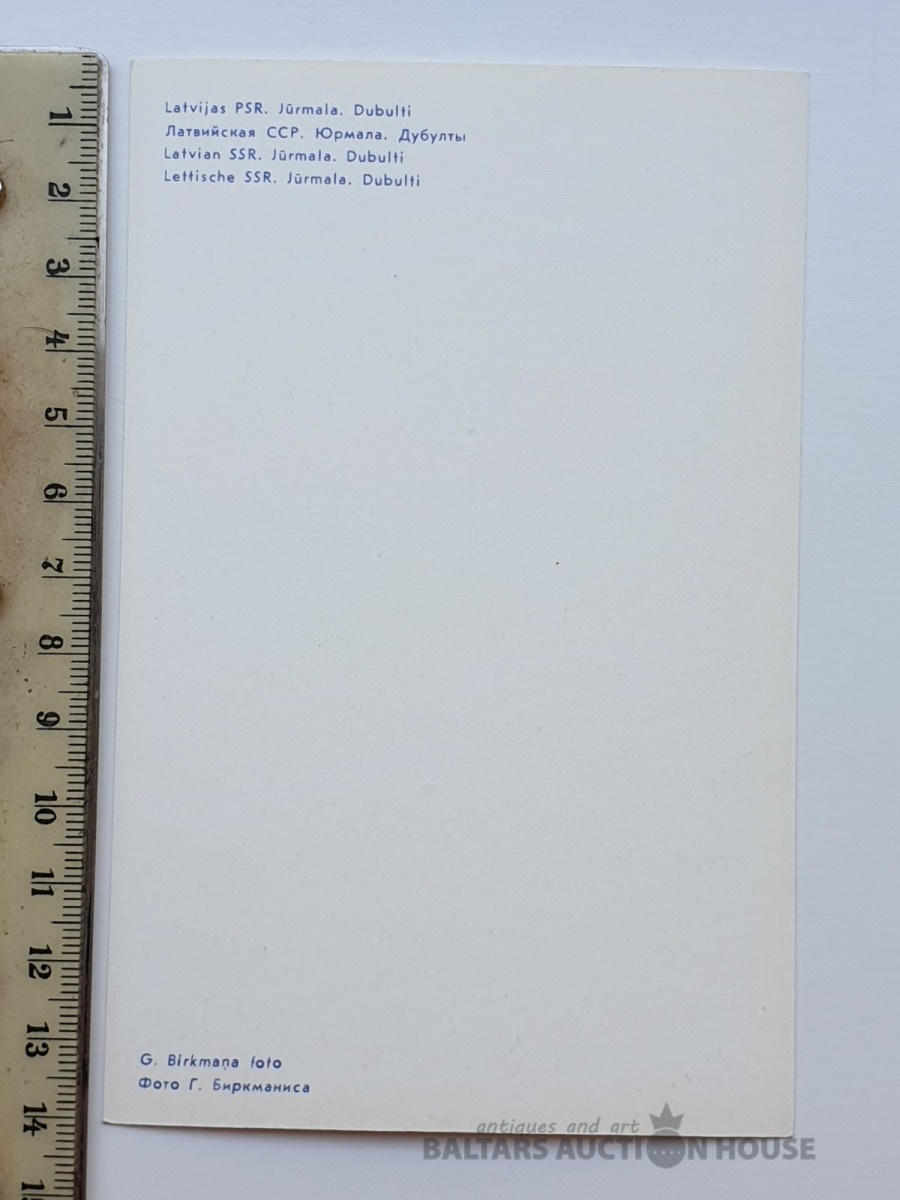 Latvijas PSR. Jūrmala. Dubulti
Латвийская ССР. Юрмала. Дубулты
Latvian SSR. Jūrmala. Dubulti
Lettische SSR. Jūrmala. Dubulti
1
2
3
4
5
6
7
8
9
10
11
12
13
14
G. Birkmaņa foto
Фото Г. Биркманиса
antiques and art
BALTARS AUCTION HOUSE